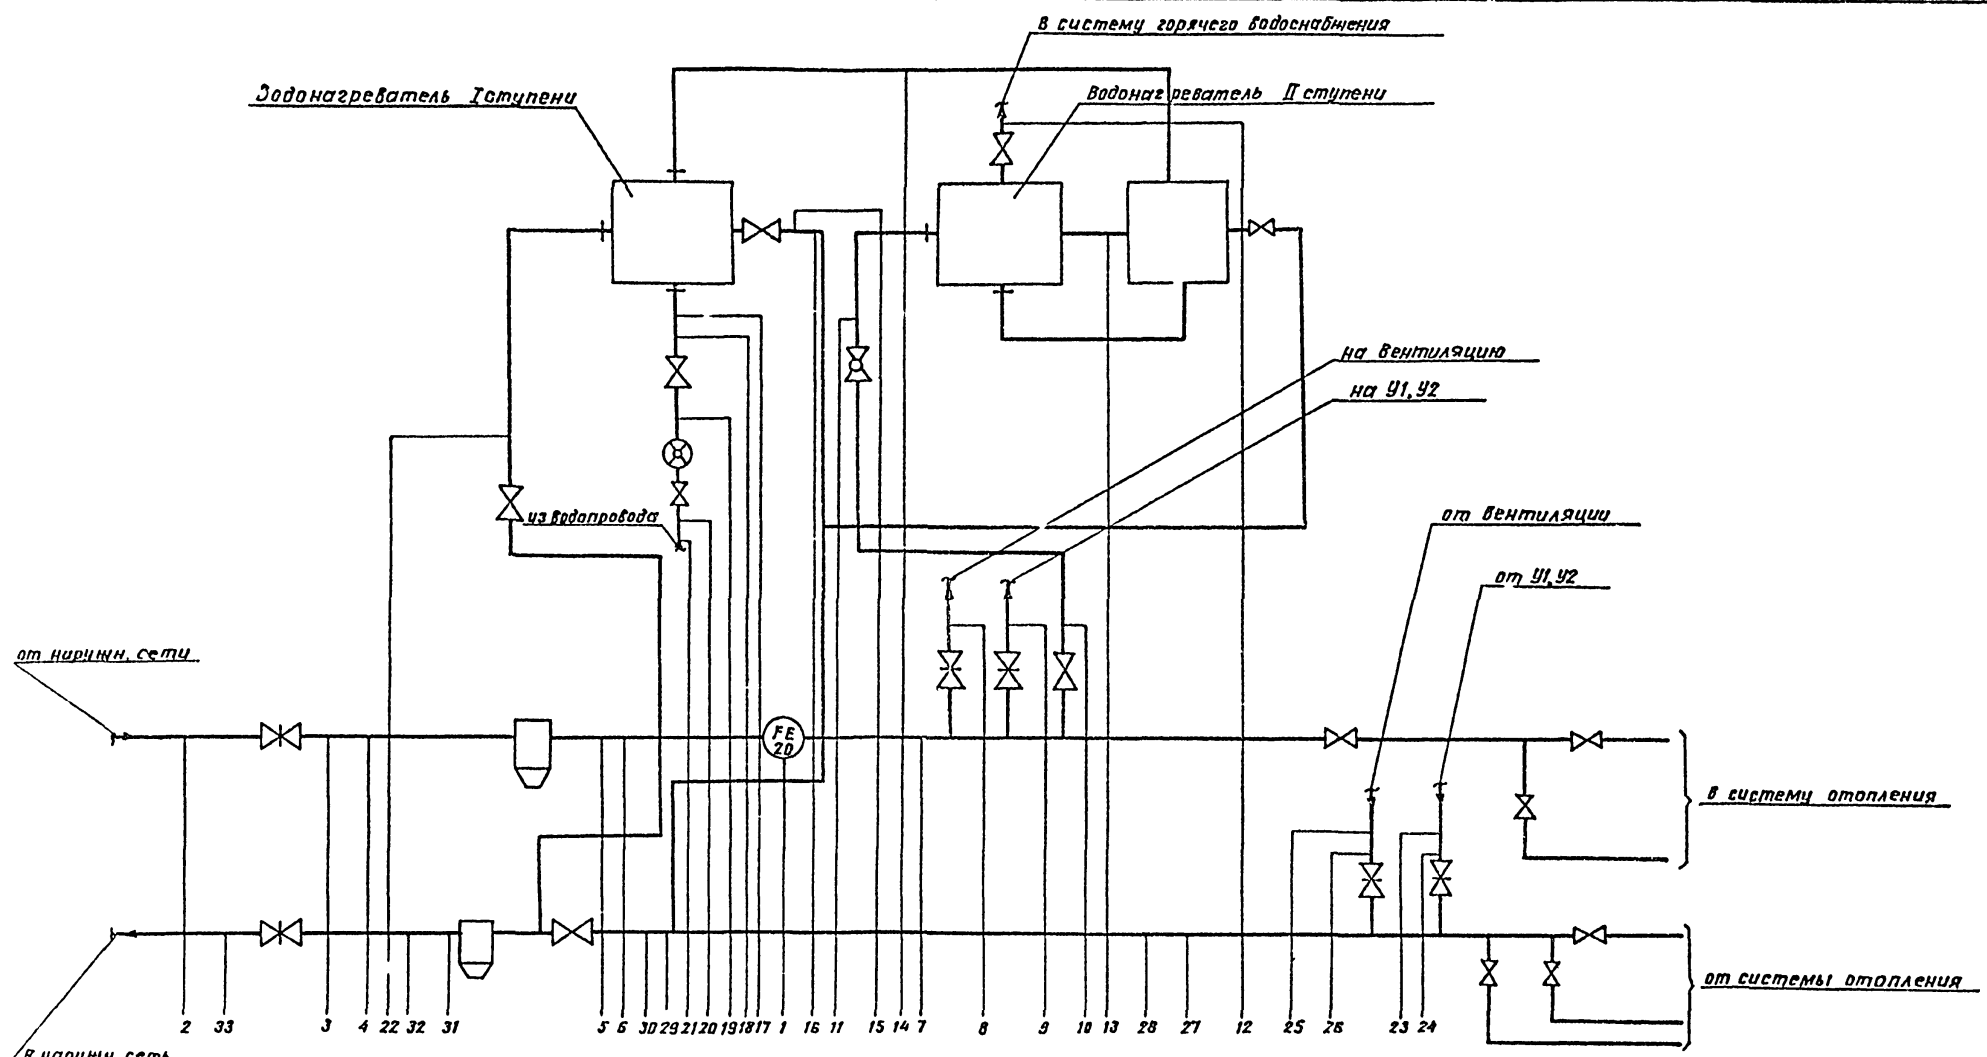 в систему горячего водоснабжения
Водонагреватель I ступени
Водонагреватель II ступени
на вентиляцию
на У1, У2
из водопровода
от вентиляции
от У1, У2
от наружн. сети
FE
20
в систему отопления
от системы отопления
2 33 3 4 22 32 31 5 6 30 29 21 20 19 18 17 1 16 11 15 14 7 8 9 10 13 28 27 12 25 26 23 24
в наружн. сеть